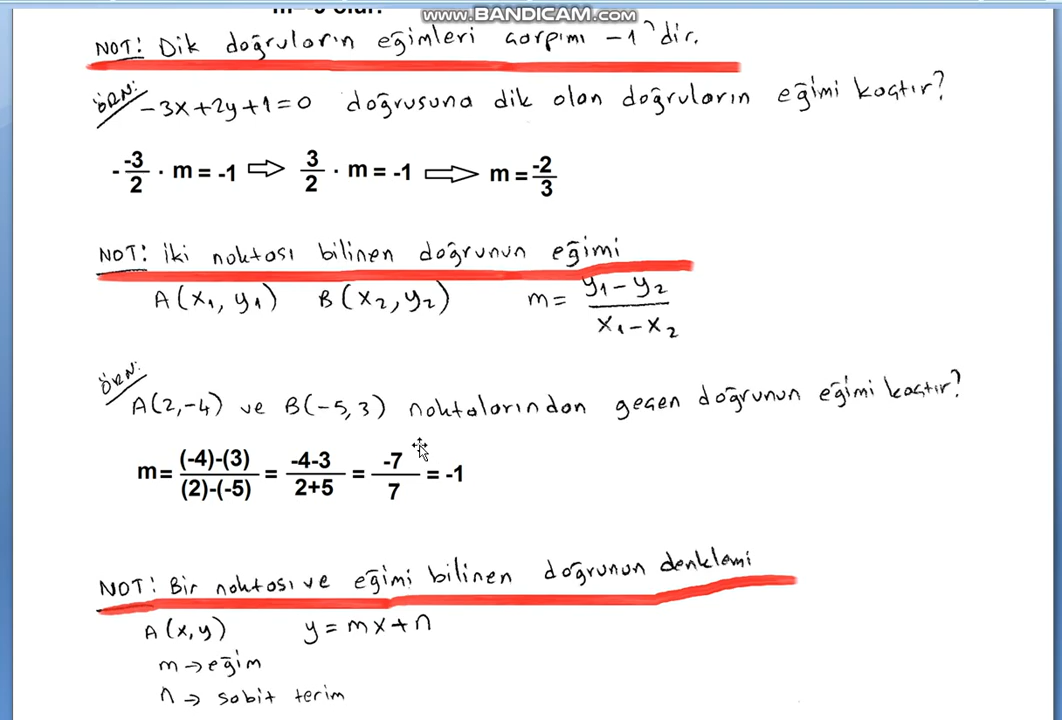 www.BANDICAM.com
NOT: Dik doğruların eğimleri çarpımı -1'dir.
ÖRN: -3x+2y+1=0 doğrusuna dik olan doğruların eğimi kaçtır?
- -3/2 · m = -1 ⇨ 3/2 · m = -1 ⇨ m = -2/3
NOT: İki noktası bilinen doğrunun eğimi
A(x₁, y₁) B(x₂, y₂) m= y₁-y₂ / x₁-x₂
ÖRN:
A(2,-4) ve B(-5,3) noktalarından geçen doğrunun eğimi kaçtır?
m= (-4)-(3) / (2)-(-5) = -4-3 / 2+5 = -7 / 7 = -1
NOT: Bir noktası ve eğimi bilinen doğrunun denklemi
A(x,y) y=mx+n
m→eğim
n→ sabit terim